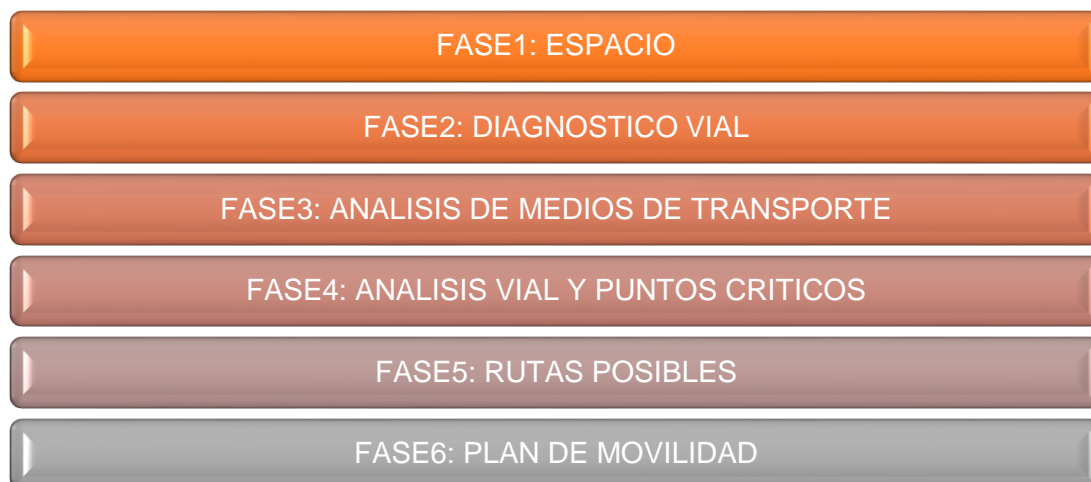 FASE1: ESPACIO
FASE2: DIAGNOSTICO VIAL
FASE3: ANALISIS DE MEDIOS DE TRANSPORTE
FASE4: ANALISIS VIAL Y PUNTOS CRITICOS
FASE5: RUTAS POSIBLES
FASE6: PLAN DE MOVILIDAD